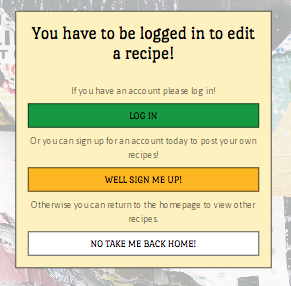 You have to be logged in to edit
a recipe!
If you have an account please log in!
LOG IN
Or you can sign up for an account today to post your own
recipes!
WELL SIGN ME UP!
Otherwise you can return to the homepage to view other
recipes.
NO TAKE ME BACK HOME!